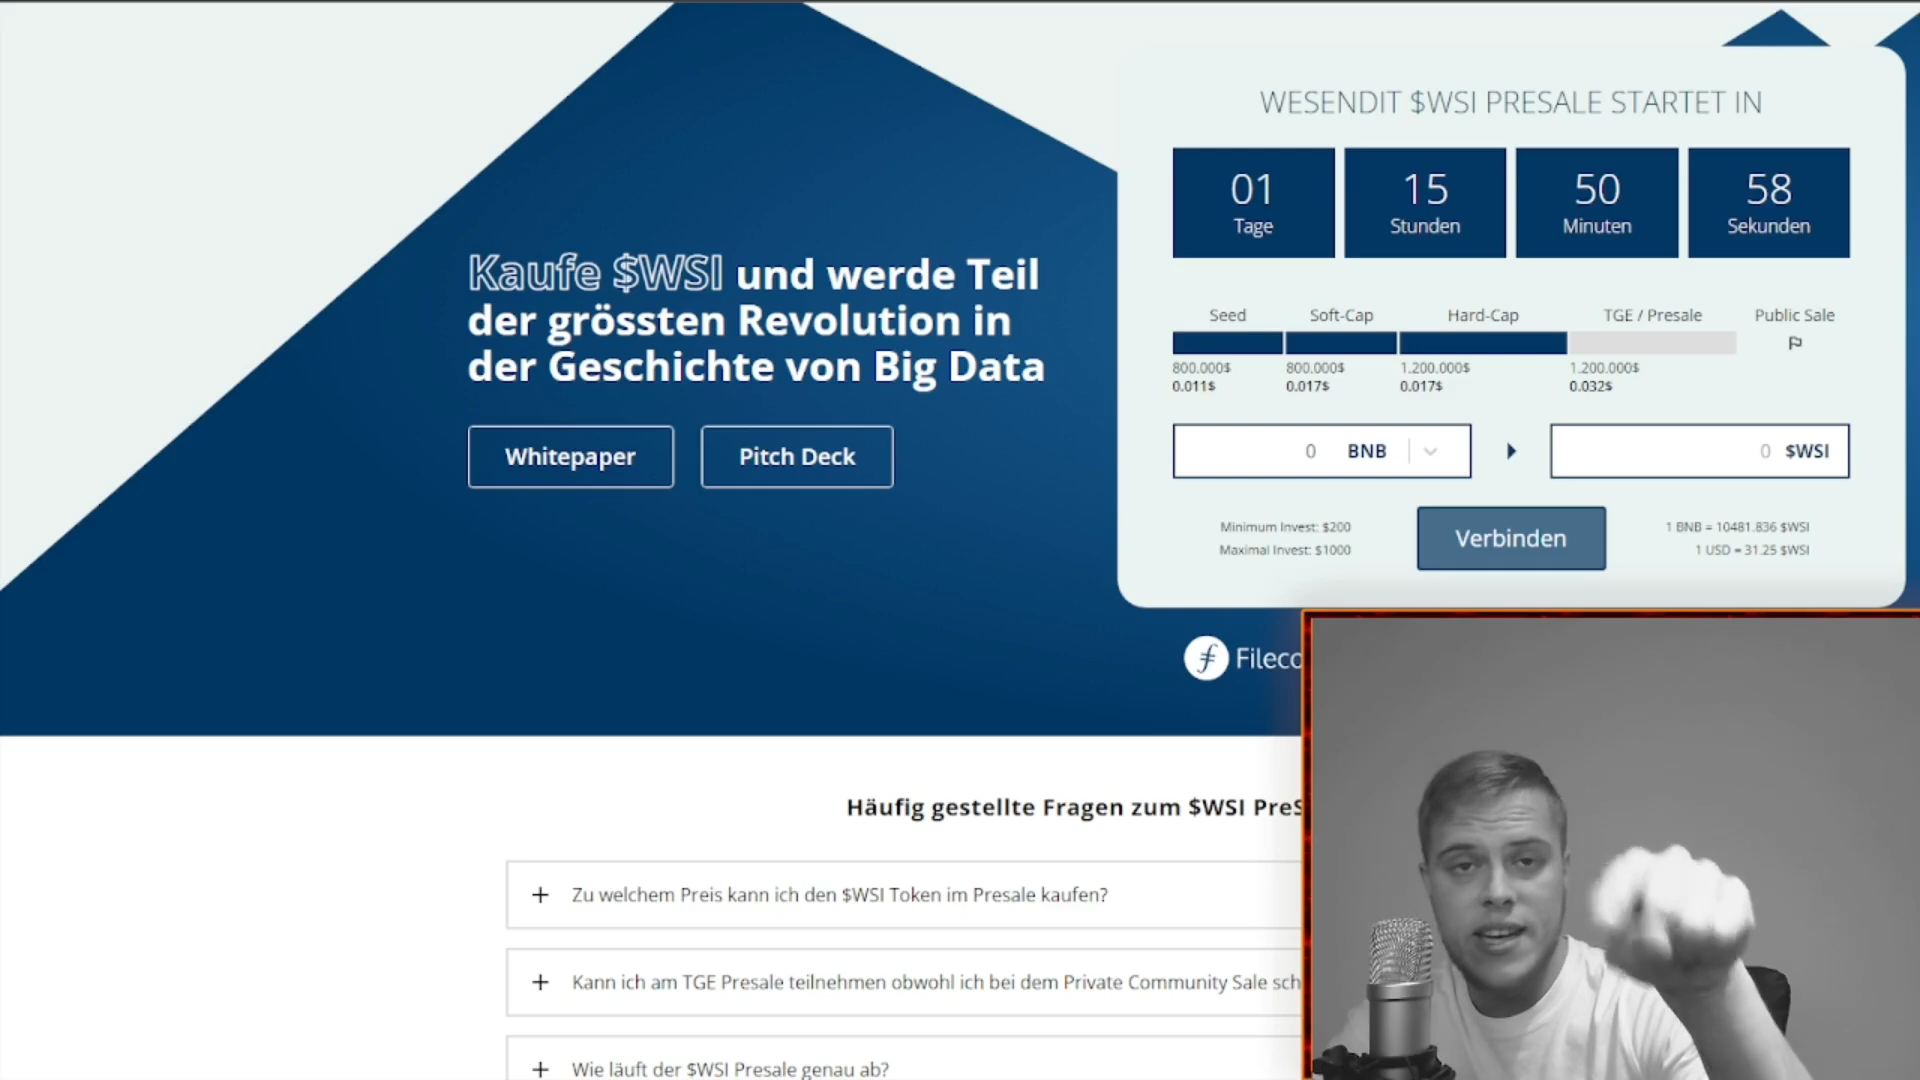 WESENDIT $WSI PRESALE STARTET IN
01
Tage
15
Stunden
50
Minuten
58
Sekunden
Kaufe $WSI und werde Teil
der grössten Revolution in
der Geschichte von Big Data
Whitepaper
Pitch Deck
Seed
Soft-Cap
Hard-Cap
TGE / Presale
Public Sale
800.000$
0.011$
800.000$
0.017$
1.200.000$
0.017$
1.200.000$
0.032$
0 BNB
0 $WSI
Minimum Invest: $200
Maximal Invest: $1000
Verbinden
1 BNB = 10481.836 $WSI
1 USD = 31.25 $WSI
Fileco
Häufig gestellte Fragen zum $WSI PreS
+ Zu welchem Preis kann ich den $WSI Token im Presale kaufen?
+ Kann ich am TGE Presale teilnehmen obwohl ich bei dem Private Community Sale sch
+ Wie läuft der $WSI Presale genau ab?